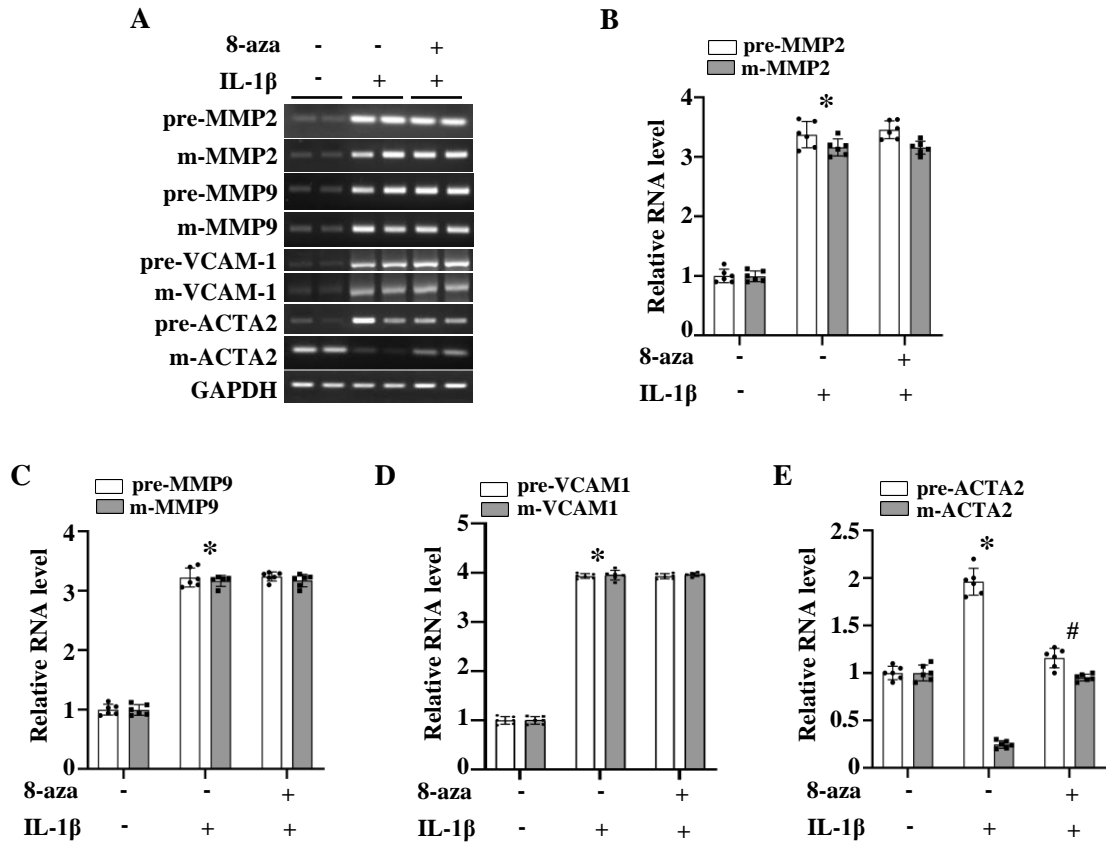 A
8-aza - - +
IL-1β - + +
pre-MMP2
m-MMP2
pre-MMP9
m-MMP9
pre-VCAM-1
m-VCAM-1
pre-ACTA2
m-ACTA2
GAPDH
B
pre-MMP2
m-MMP2
Relative RNA level
4
3
2
1
0
*
8-aza - - +
IL-1β - + +
C
pre-MMP9
m-MMP9
Relative RNA level
4
3
2
1
0
*
8-aza - - +
IL-1β - + +
D
pre-VCAM1
m-VCAM1
Relative RNA level
5
4
3
2
1
0
*
8-aza - - +
IL-1β - + +
E
pre-ACTA2
m-ACTA2
Relative RNA level
2.5
2
1.5
1
0.5
0
*
#
8-aza - - +
IL-1β - + +